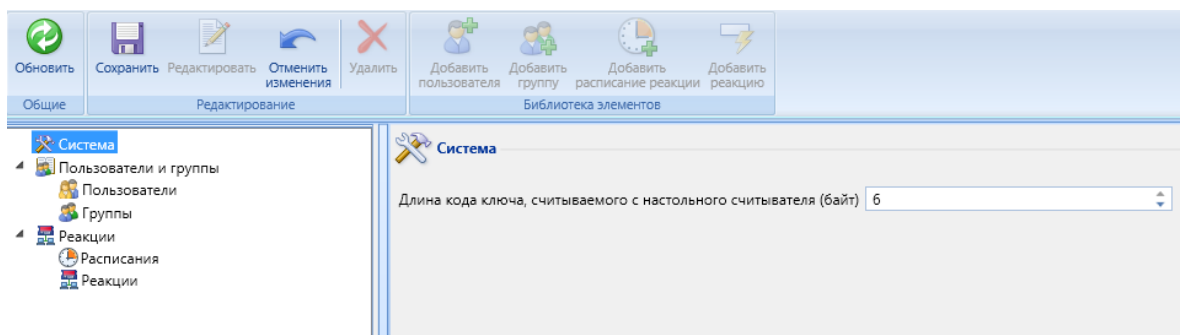 Обновить
Сохранить
Редактировать
Отменить
изменения
Удалить
Добавить
пользователя
Добавить
группу
Добавить
расписание реакции
Добавить
реакцию
Общие
Редактирование
Библиотека элементов
Система
Пользователи и группы
Пользователи
Группы
Реакции
Расписания
Реакции
Система
Длина кода ключа, считываемого с настольного считывателя (байт) 6